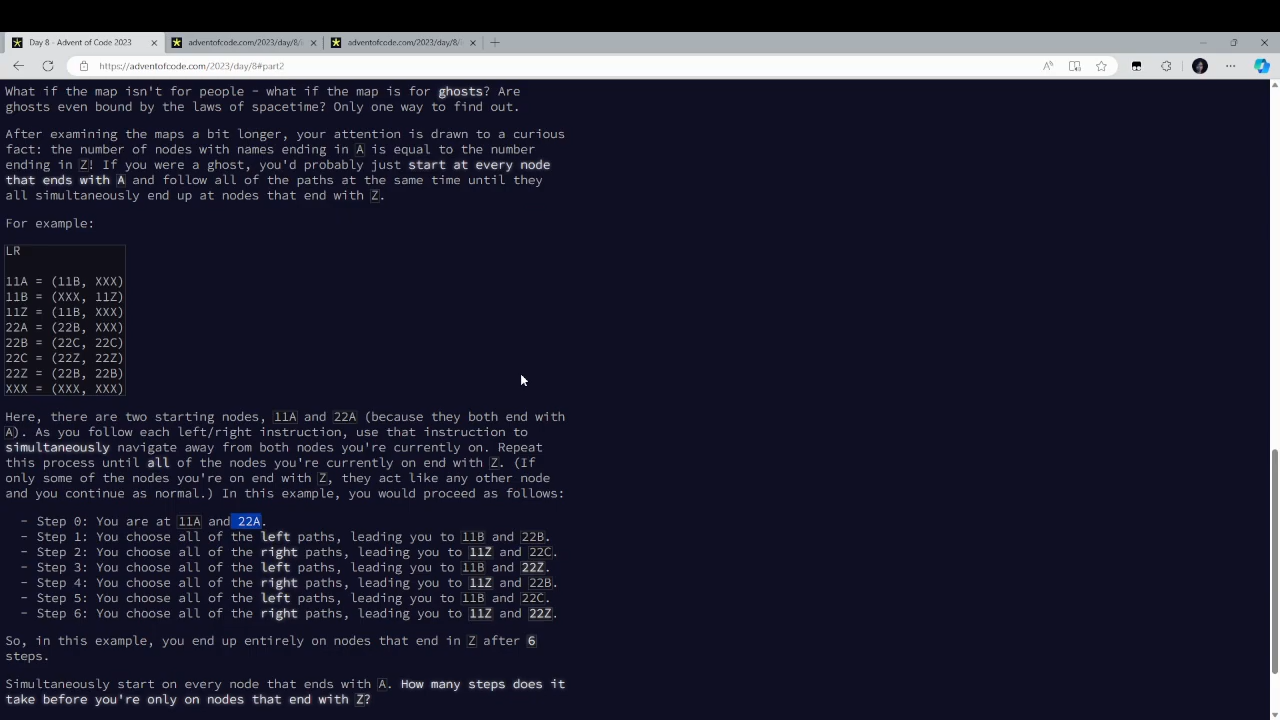 Day 8 - Advent of Code 2023
adventofcode.com/2023/day/8/
adventofcode.com/2023/day/8/
https://adventofcode.com/2023/day/8#part2
What if the map isn't for people - what if the map is for ghosts? Are
ghosts even bound by the laws of spacetime? Only one way to find out.
After examining the maps a bit longer, your attention is drawn to a curious
fact: the number of nodes with names ending in A is equal to the number
ending in Z! If you were a ghost, you'd probably just start at every node
that ends with A and follow all of the paths at the same time until they
all simultaneously end up at nodes that end with Z.
For example:
LR
11A = (11B, XXX)
11B = (XXX, 11Z)
11Z = (11B, XXX)
22A = (22B, XXX)
22B = (22C, 22C)
22C = (22Z, 22Z)
22Z = (22B, 22B)
XXX = (XXX, XXX)
Here, there are two starting nodes, 11A and 22A (because they both end with
A). As you follow each left/right instruction, use that instruction to
simultaneously navigate away from both nodes you're currently on. Repeat
this process until all of the nodes you're currently on end with Z. (If
only some of the nodes you're on end with Z, they act like any other node
and you continue as normal.) In this example, you would proceed as follows:
- Step 0: You are at 11A and 22A.
- Step 1: You choose all of the left paths, leading you to 11B and 22B.
- Step 2: You choose all of the right paths, leading you to 11Z and 22C.
- Step 3: You choose all of the left paths, leading you to 11B and 22Z.
- Step 4: You choose all of the right paths, leading you to 11Z and 22B.
- Step 5: You choose all of the left paths, leading you to 11B and 22C.
- Step 6: You choose all of the right paths, leading you to 11Z and 22Z.
So, in this example, you end up entirely on nodes that end in Z after 6
steps.
Simultaneously start on every node that ends with A. How many steps does it
take before you're only on nodes that end with Z?